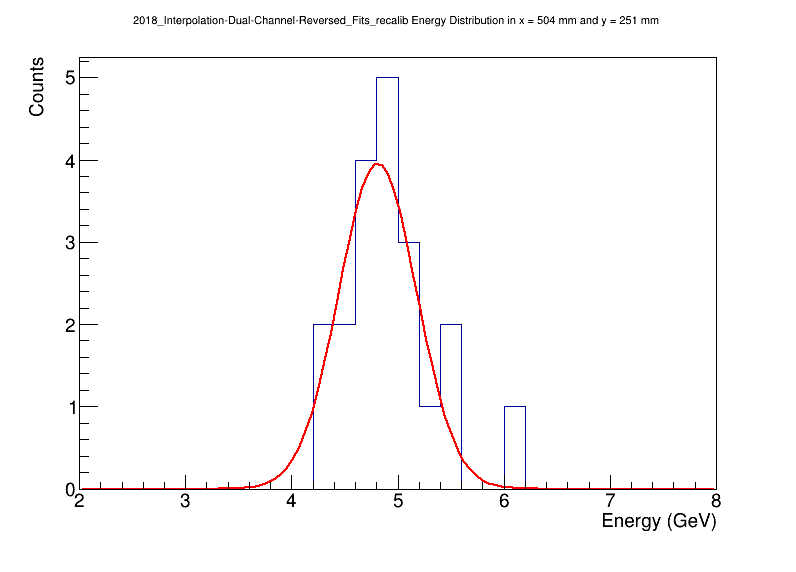 2018_Interpolation-Dual-Channel-Reversed_Fits_recalib Energy Distribution in x = 504 mm and y = 251 mm
Counts
5
4
3
2
1
0
2 3 4 5 6 7 8
Energy (GeV)